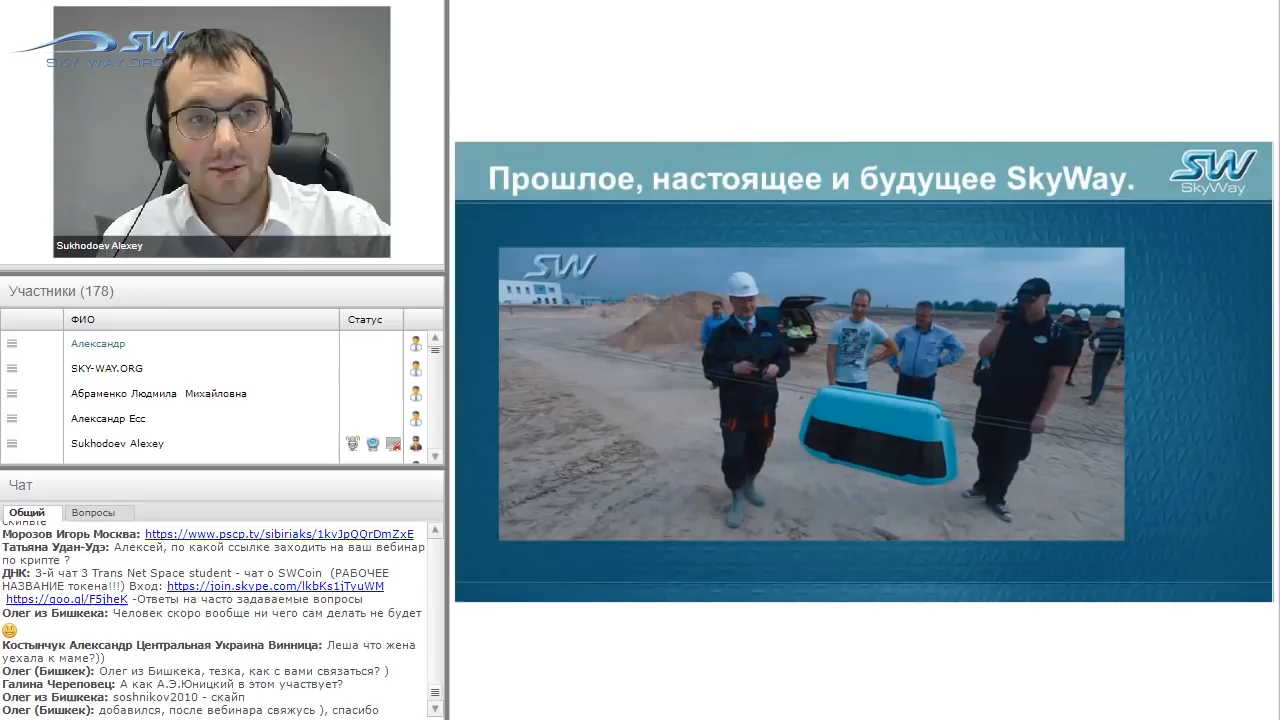 SW
SKY-WAY.ORG
Sukhodoev Alexey
Участники (178)
ФИО
Статус
Александр
SKY-WAY.ORG
Абраменко Людмила Михайловна
Александр Есс
Sukhodoev Alexey
Чат
Общий
Вопросы
скиньте
Морозов Игорь Москва: https://www.pscp.tv/sibiriaks/1kvJpQQrDmZxE
Татьяна Удан-Удэ: Алексей, по какой ссылке заходить на ваш вебинар
по крипте ?
ДНК: 3-й чат 3 Trans Net Space student - чат о SWCoin (РАБОЧЕЕ
НАЗВАНИЕ токена!!!) Вход: https://join.skype.com/lkbKs1jTyuWM
https://goo.gl/F5jheK -Ответы на часто задаваемые вопросы
Олег из Бишкека: Человек скоро вообще ни чего сам делать не будет
Костынчук Александр Центральная Украина Винница: Леша что жена
уехала к маме?))
Олег (Бишкек): Олег из Бишкека, тезка, как с вами связаться? )
Галина Череповец: А как А.Э.Юницкий в этом участвует?
Олег из Бишкека: soshnikov2010 - скайп
Олег (Бишкек): добавился, после вебинара свяжусь ), спасибо
Прошлое, настоящее и будущее SkyWay.
SW
SkyWay
SW